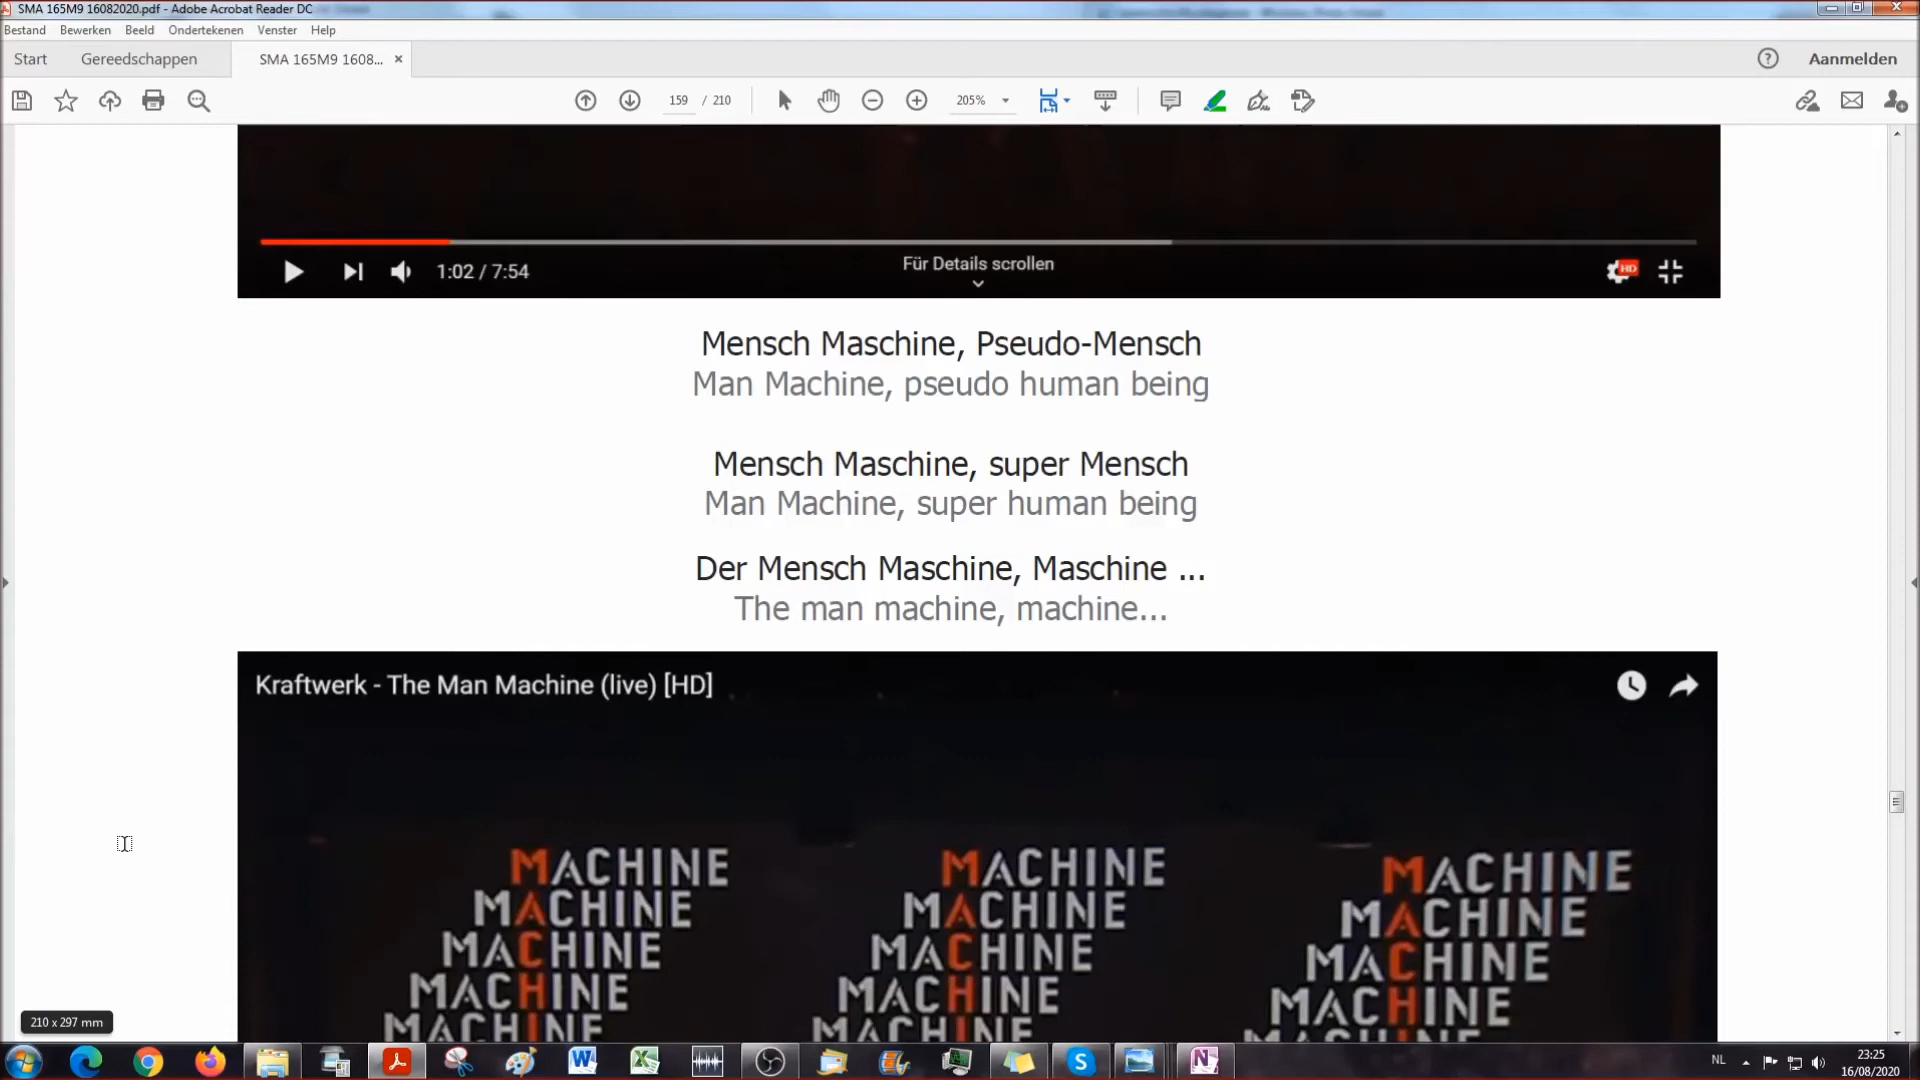 SMA 165M9 16082020.pdf - Adobe Acrobat Reader DC
Bestand Bewerken Beeld Ondertekenen Venster Help
Start Gereedschappen SMA 165M9 1608... × Aanmelden
159 / 210 205%
1:02 / 7:54 Für Details scrollen HD
Mensch Maschine, Pseudo-Mensch
Man Machine, pseudo human being
Mensch Maschine, super Mensch
Man Machine, super human being
Der Mensch Maschine, Maschine ...
The man machine, machine...
Kraftwerk - The Man Machine (live) [HD]
MACHINE MACHINE MACHINE
MACHINE MACHINE MACHINE
MACHINE MACHINE MACHINE
MACHINE MACHINE MACHINE
MACHINE MACHINE MACHINE
210 x 297 mm
NL 23:25
16/08/2020